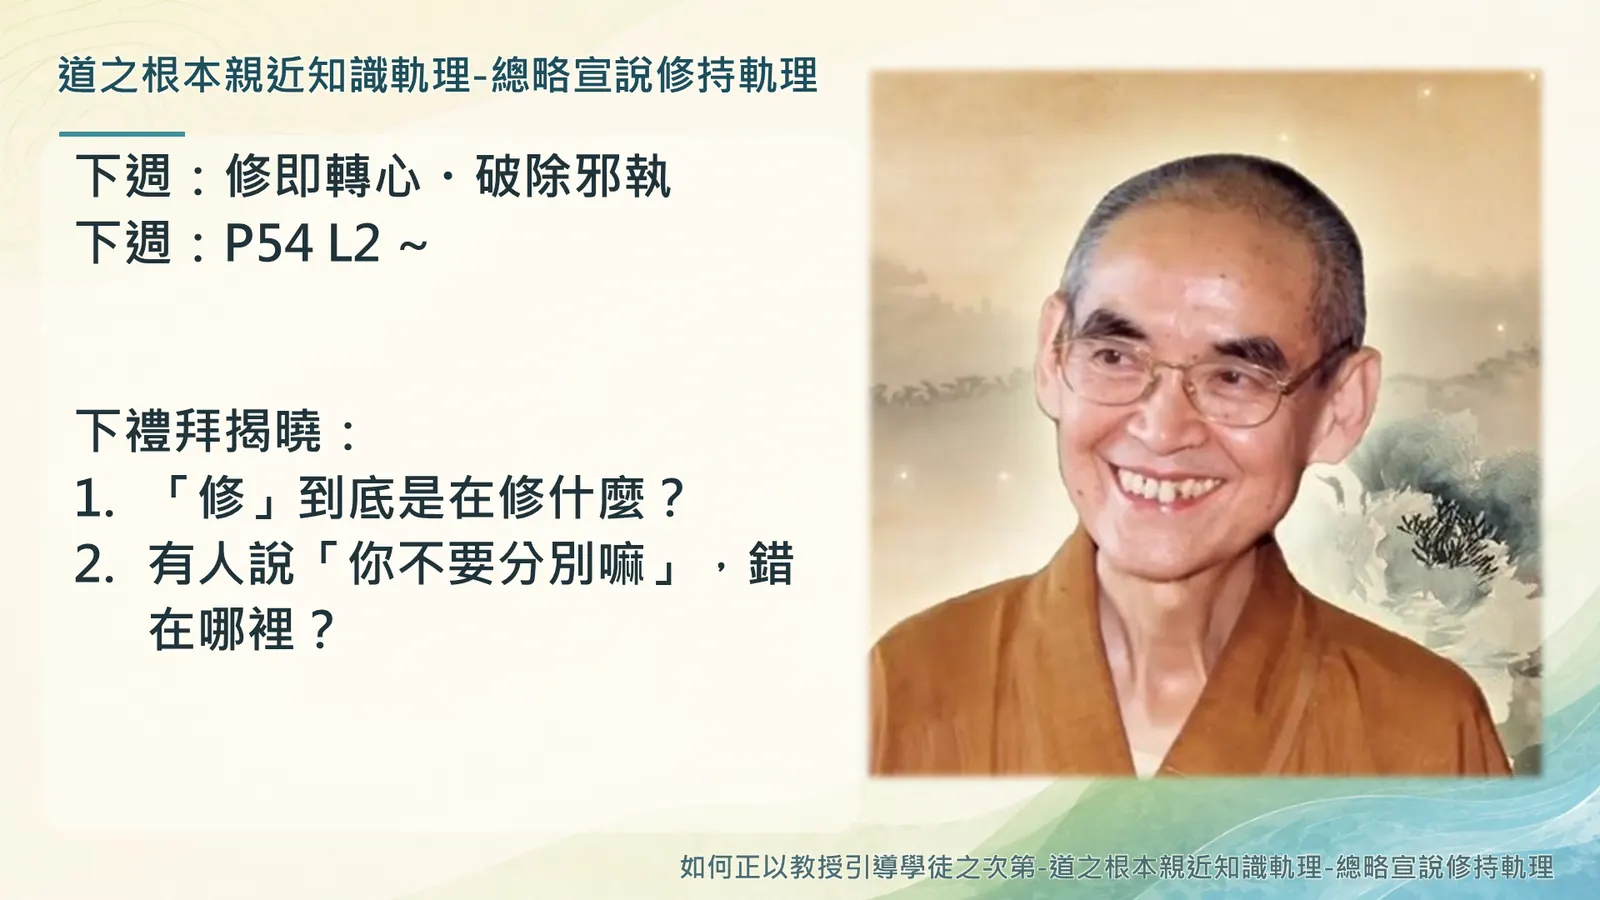 道之根本親近知識軌理-總略宣說修持軌理
下週：修即轉心．破除邪執
下週：P54 L2 ~
下禮拜揭曉：
1. 「修」到底是在修什麼？
2. 有人說「你不要分別嘛」，錯
在哪裡？
如何正以教授引導學徒之次第-道之根本親近知識軌理-總略宣說修持軌理